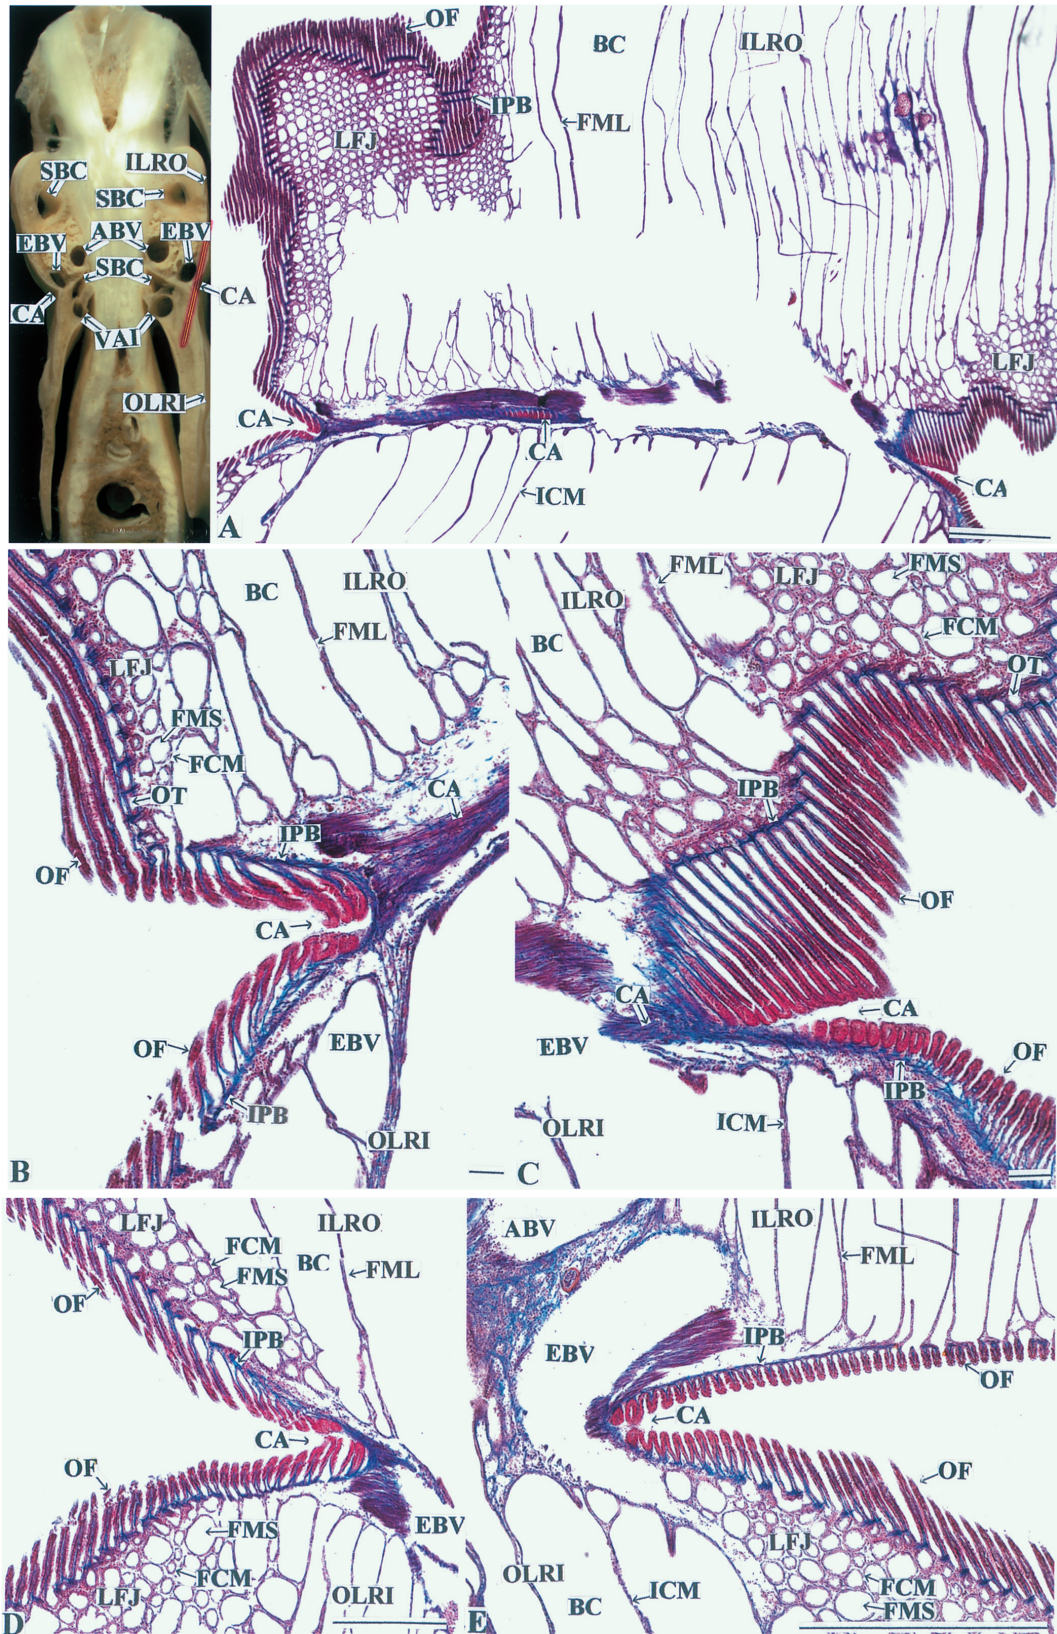 SBC
ILRO
SBC
EBV ABV EBV
SBC
CA CA
VAI
OLRI
OF
BC
ILRO
IPB
FML
LFJ
LFJ
CA
CA
CA
ICM
A
BC
ILRO
FML
LFJ
FMS
FCM
CA
OT
IPB
OF
CA
OF
EBV
IPB
OLRI
B
FML
LFJ
FMS
ILRO
FCM
BC
OT
IPB
OF
CA
CA
EBV
OF
IPB
ICM
OLRI
C
LFJ
ILRO
FCM
BC
FML
FMS
OF
IPB
CA
OF
EBV
FMS
FCM
LFJ
OLRI
D
ABV
ILRO
FML
IPB
EBV
OF
CA
OF
LFJ
OLRI
ICM
FCM
BC
FMS
E